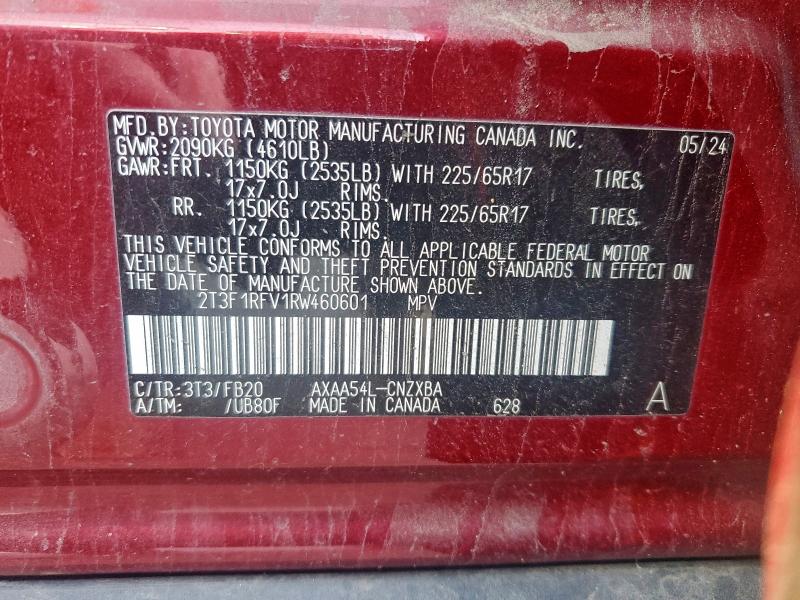 MFD.BY:TOYOTA MOTOR MANUFACTURING CANADA INC. 05/24
GVWR:2090KG (4610LB)
GAWR:FRT. 1150KG (2535LB) WITH 225/65R17 TIRES,
17x7.0J RIMS.
RR. 1150KG (2535LB) WITH 225/65R17 TIRES,
17x7.0J RIMS.
THIS VEHICLE CONFORMS TO ALL APPLICABLE FEDERAL MOTOR
VEHICLE SAFETY AND THEFT PREVENTION STANDARDS IN EFFECT ON
THE DATE OF MANUFACTURE SHOWN ABOVE.
2T3F1RFV1RW460601 MPV
C/TR:3T3/FB20 AXAA54L-CNZXBA
A/TM: /UB80F MADE IN CANADA 628 A